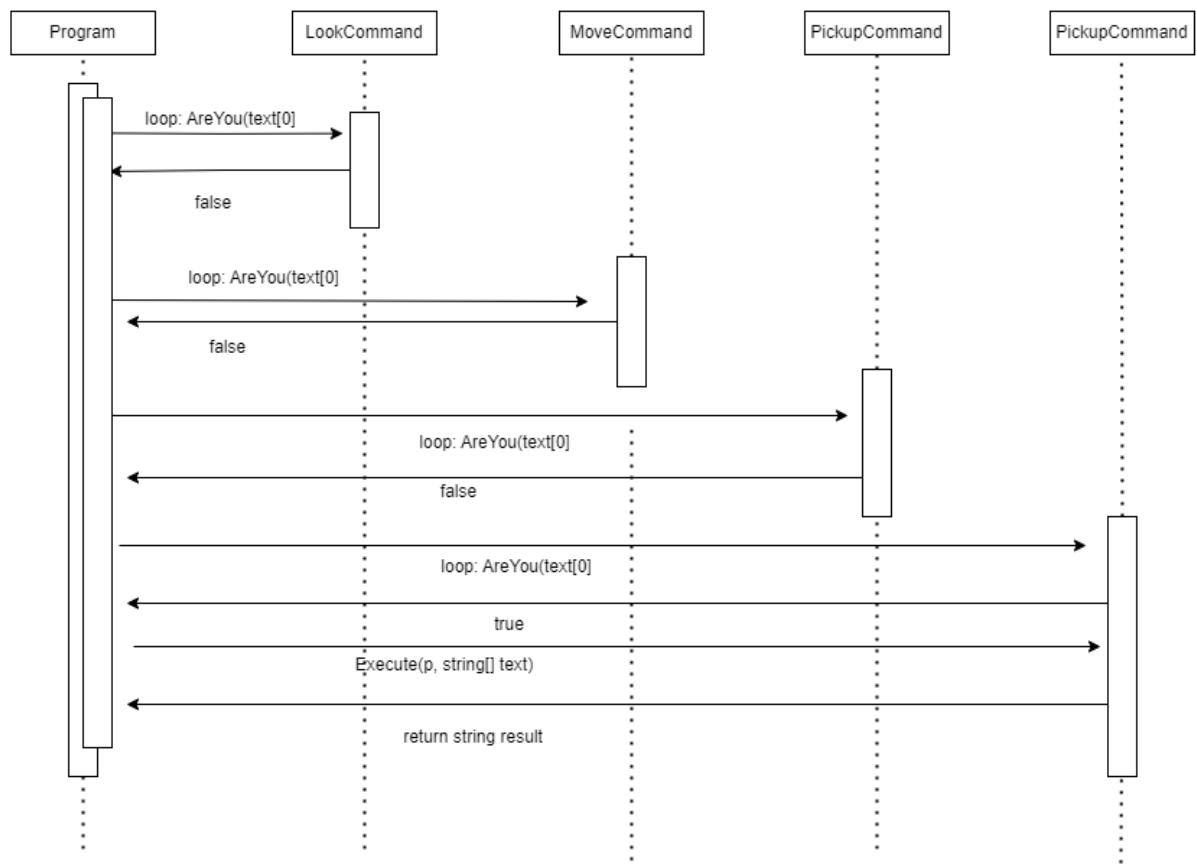 Program
LookCommand
MoveCommand
PickupCommand
PickupCommand
loop: AreYou(text[0]
false
loop: AreYou(text[0]
false
loop: AreYou(text[0]
false
loop: AreYou(text[0]
true
Execute(p, string[] text)
return string result